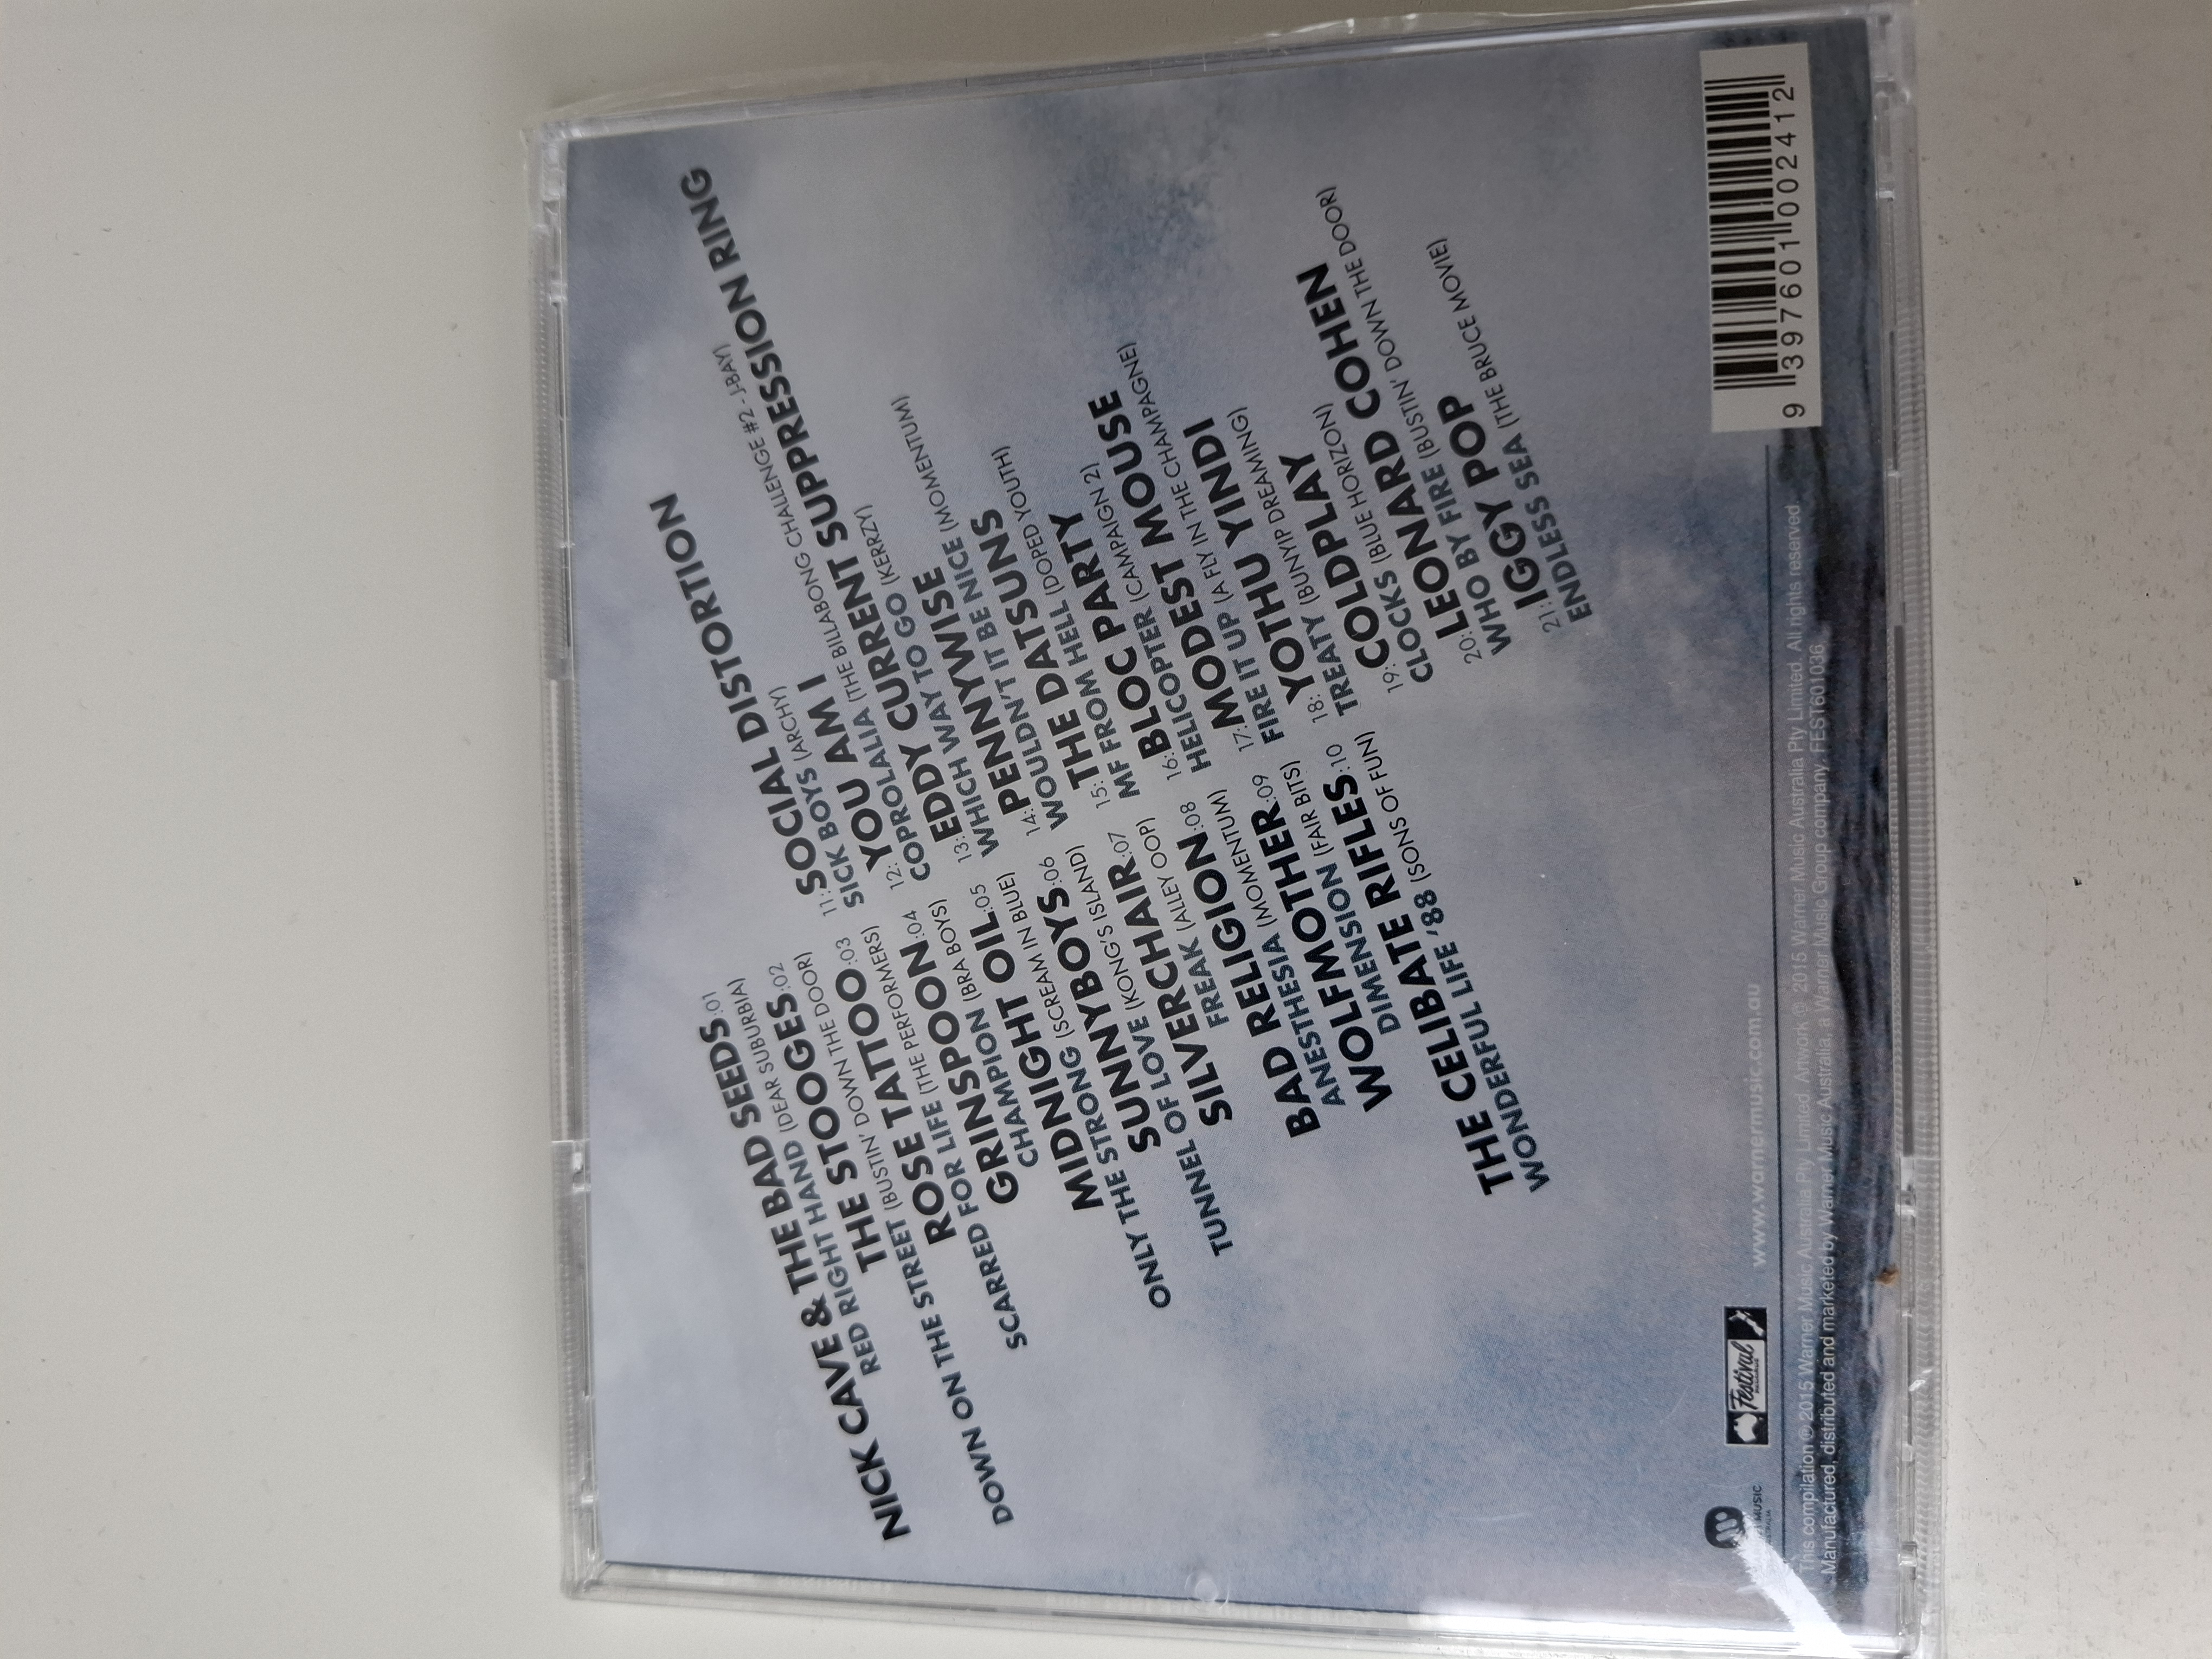 NICK CAVE & THE BAD SEEDS:01
RED RIGHT HAND (DEAR SUBURBIA)
THE STOOGES:02
DOWN ON THE STREET (BUSTIN' DOWN THE DOOR)
ROSE TATTOO:03
SCARRED FOR LIFE (THE PERFORMERS)
GRINSPOON:04
CHAMPION (BRA BOYS)
MIDNIGHT OIL:05
ONLY THE STRONG (SCREAM IN BLUE)
SUNNYBOYS:06
TUNNEL OF LOVE (KONG'S ISLAND)
SILVERCHAIR:07
FREAK (ALLEY OOP)
BAD RELIGION:08
ANESTHESIA (MOMENTUM)
WOLFMOTHER:09
DIMENSION (FAIR BITS)
THE CELIBATE RIFLES:10
WONDERFUL LIFE '88 (SONS OF FUN)
11:SOCIAL DISTORTION
SICK BOYS (ARCHY)
12:YOU AM I
COPROLALIA (THE BILLABONG CHALLENGE #2 - J-BAY)
13:EDDY CURRENT SUPPRESSION RING
WHICH WAY TO GO (KERRZY)
14:PENNYWISE
WOULDN'T IT BE NICE (MOMENTUM)
15:THE DATSUNS
MF FROM HELL (DOPED YOUTH)
16:BLOC PARTY
HELICOPTER (CAMPAIGN 2)
17:MODEST MOUSE
FIRE IT UP (A FLY IN THE CHAMPAGNE)
18:YOTHU YINDI
TREATY (BUNYIP DREAMING)
19:COLDPLAY
CLOCKS (BLUE HORIZON)
20:LEONARD COHEN
WHO BY FIRE (BUSTIN' DOWN THE DOOR)
21:IGGY POP
ENDLESS SEA (THE BRUCE MOVIE)
Festival
www.warnermusic.com.au
This compilation ℗ 2015 Warner Music Australia Pty Limited. Artwork © 2015 Warner Music Australia Pty Limited. All rights reserved.
Manufactured, distributed and marketed by Warner Music Australia, a Warner Music Group company. FEST601036
9 397601 002412